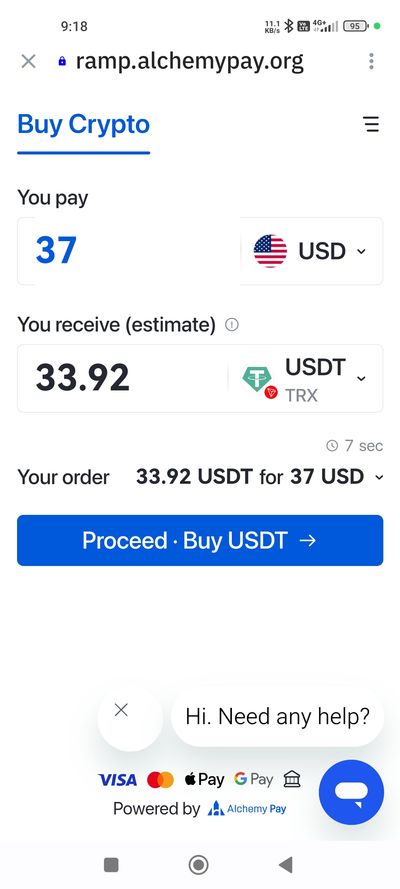 9:18 11.1 KB/s 4G+ 95
ramp.alchemypay.org
Buy Crypto
You pay
37 USD
You receive (estimate)
33.92 USDT
TRX
7 sec
Your order 33.92 USDT for 37 USD
Proceed · Buy USDT →
Hi. Need any help?
VISA Pay G Pay
Powered by Alchemy Pay